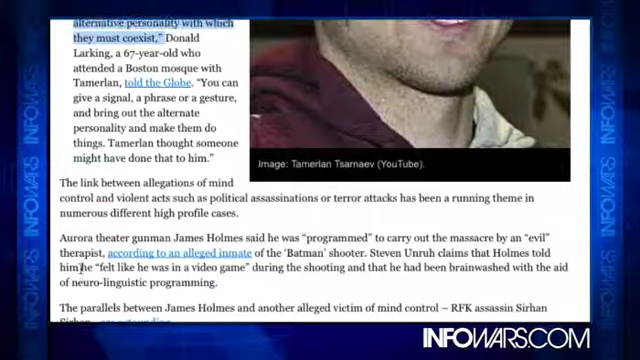 alternative personality with which
they must coexist,” Donald
Larking, a 67-year-old who
attended a Boston mosque with
Tamerlan, told the Globe. “You can
give a signal, a phrase or a gesture,
and bring out the alternate
personality and make them do
things. Tamerlan thought someone
might have done that to him.”
Image: Tamerlan Tsarnaev (YouTube).
The link between allegations of mind
control and violent acts such as political assassinations or terror attacks has been a running theme in
numerous different high profile cases.
Aurora theater gunman James Holmes said he was “programmed” to carry out the massacre by an “evil”
therapist, according to an alleged inmate of the ‘Batman’ shooter. Steven Unruh claims that Holmes told
him he “felt like he was in a video game” during the shooting and that he had been brainwashed with the aid
of neuro-linguistic programming.
The parallels between James Holmes and another alleged victim of mind control – RFK assassin Sirhan
INFOWARS
INFOWARS
INFOWARS
INFOWARS
INFOWARS.COM